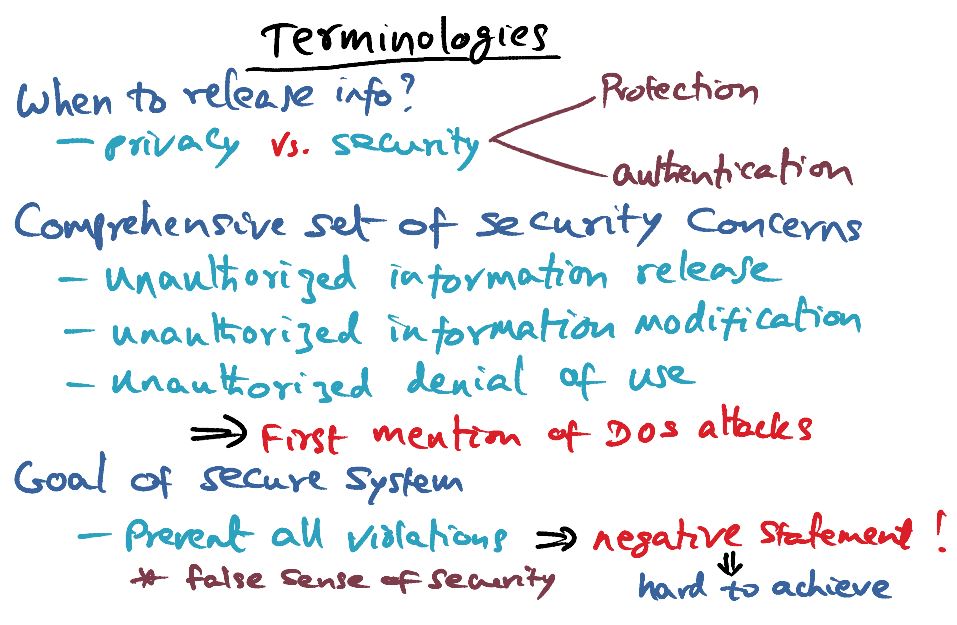 Terminologies
When to release info?
- privacy vs. security
Protection
authentication
Comprehensive set of security concerns
- unauthorized information release
- unauthorized information modification
- unauthorized denial of use
⇒ First mention of DOS attacks
Goal of secure system
- Prevent all violations ⇒ negative statement!
* false sense of security
⇓
hard to achieve